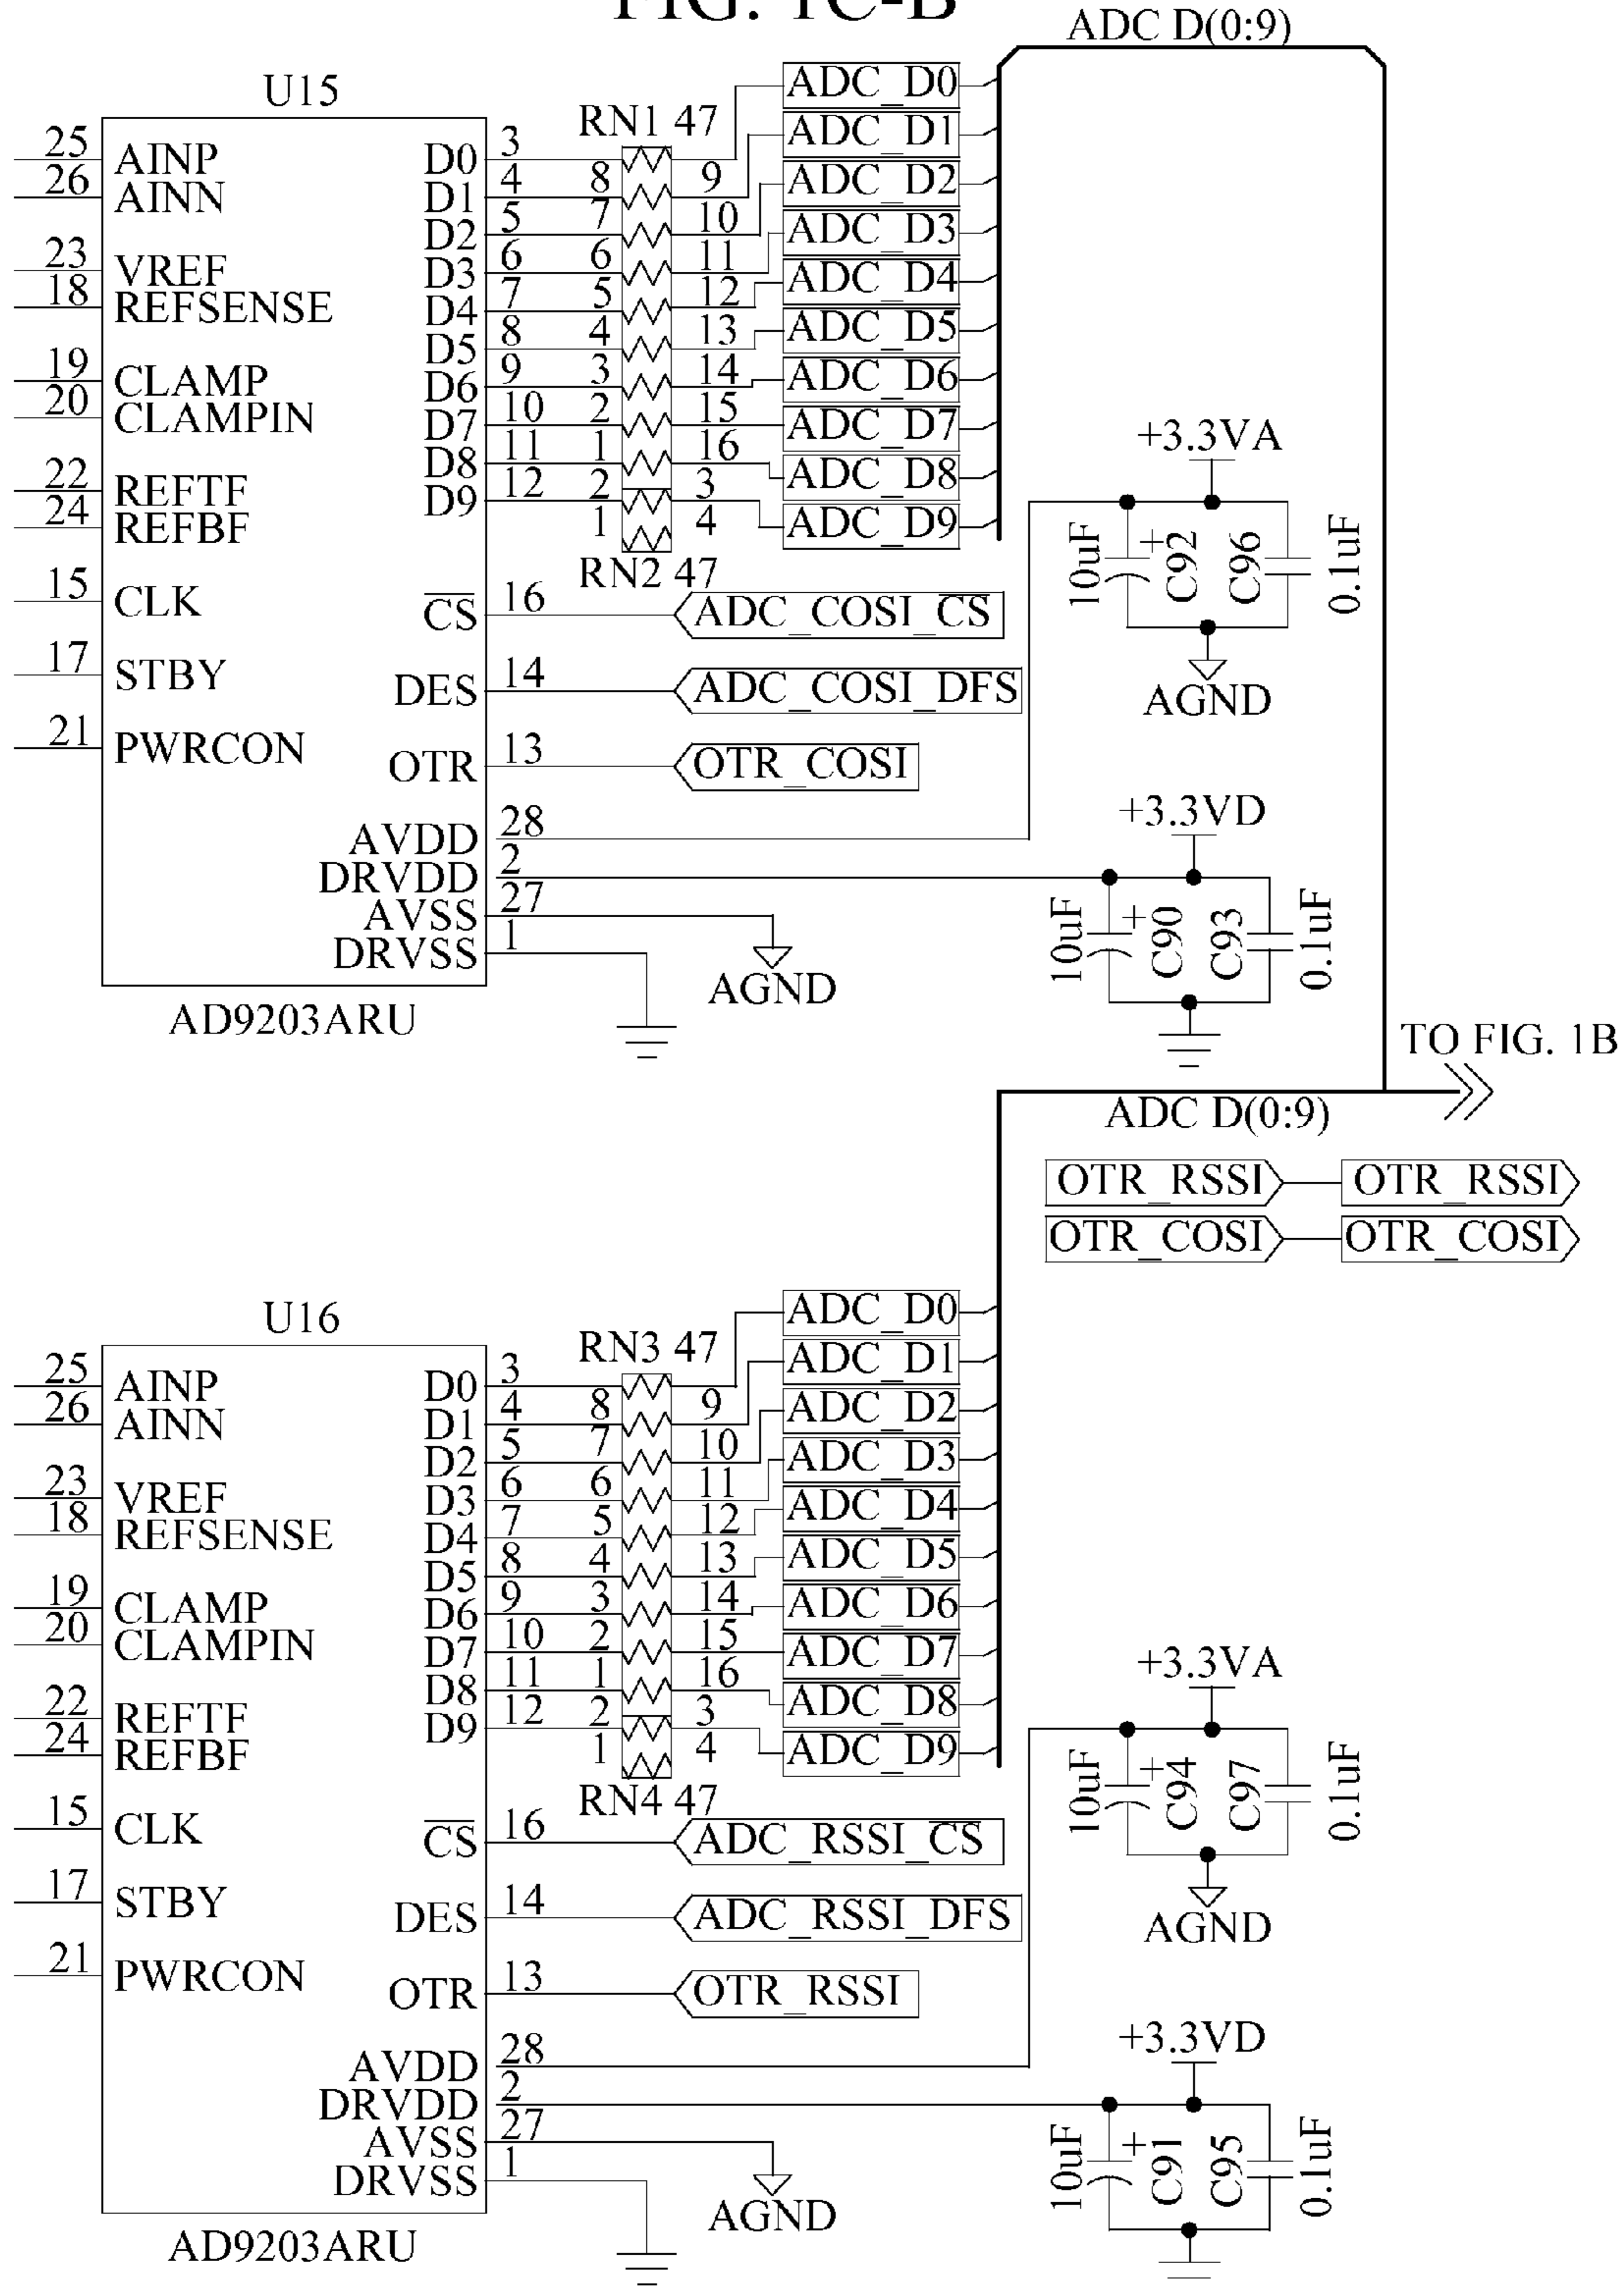 FIG. 1C-B
ADC D(0:9)
U15
RN1 47
25 AINP
26 AINN
23 VREF
18 REFSENSE
19 CLAMP
20 CLAMPIN
22 REFTF
24 REFBF
15 CLK
17 STBY
21 PWRCON
D0 3 8 9 ADC_D0
D1 4 7 10 ADC_D1
D2 5 6 11 ADC_D2
D3 6 5 12 ADC_D3
D4 7 4 13 ADC_D4
D5 8 3 14 ADC_D5
D6 9 2 15 ADC_D6
D7 10 1 16 ADC_D7
D8 11 2 3 ADC_D8
D9 12 1 4 ADC_D9
RN2 47
CS 16 ADC_COSI_CS
DES 14 ADC_COSI_DFS
OTR 13 OTR_COSI
AVDD 28
DRVDD 2
AVSS 27
DRVSS 1
AGND
AD9203ARU
+3.3VA
10uF + C92 C96 0.1uF
AGND
+3.3VD
10uF + C90 C93 0.1uF
TO FIG. 1B
ADC D(0:9)
OTR_RSSI OTR_RSSI
OTR_COSI OTR_COSI
U16
RN3 47
25 AINP
26 AINN
23 VREF
18 REFSENSE
19 CLAMP
20 CLAMPIN
22 REFTF
24 REFBF
15 CLK
17 STBY
21 PWRCON
D0 3 8 9 ADC_D0
D1 4 7 10 ADC_D1
D2 5 6 11 ADC_D2
D3 6 5 12 ADC_D3
D4 7 4 13 ADC_D4
D5 8 3 14 ADC_D5
D6 9 2 15 ADC_D6
D7 10 1 16 ADC_D7
D8 11 2 3 ADC_D8
D9 12 1 4 ADC_D9
RN4 47
CS 16 ADC_RSSI_CS
DES 14 ADC_RSSI_DFS
OTR 13 OTR_RSSI
AVDD 28
DRVDD 2
AVSS 27
DRVSS 1
AGND
AD9203ARU
+3.3VA
10uF + C94 C97 0.1uF
AGND
+3.3VD
10uF + C91 C95 0.1uF